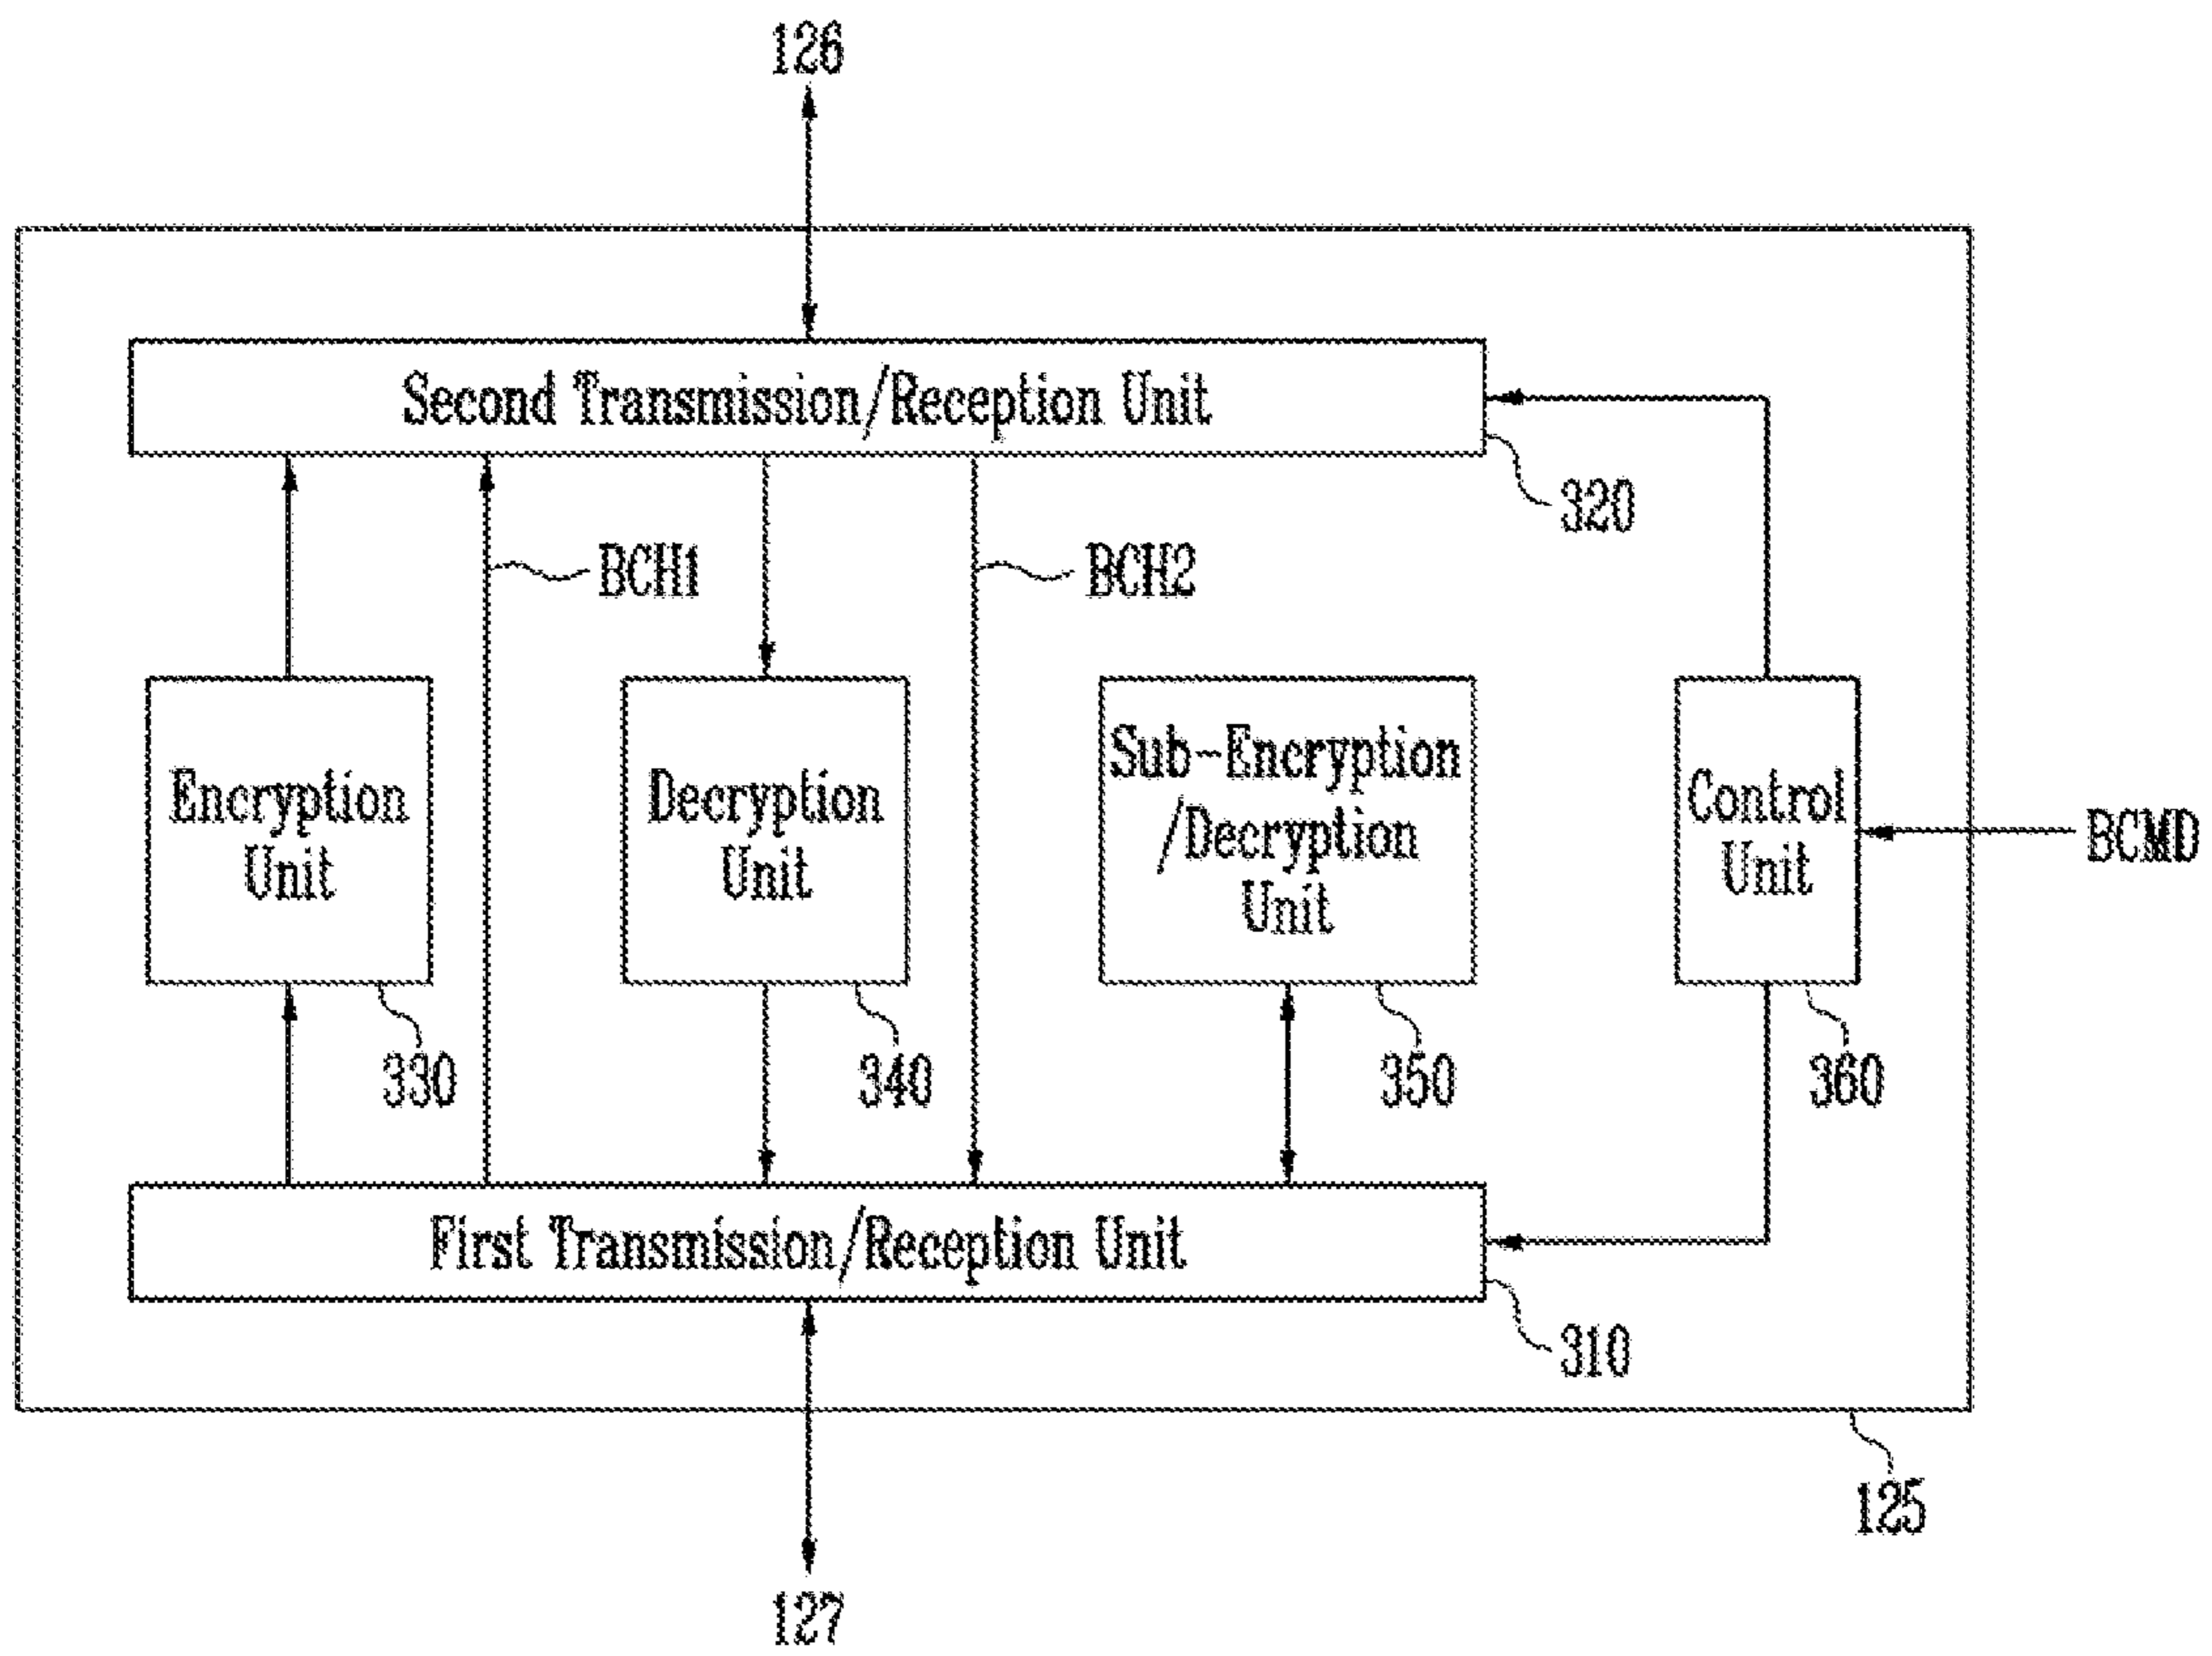 126
Second Transmission/Reception Unit
320
BCH1
BCH2
Encryption
Unit
330
Decryption
Unit
340
Sub-Encryption
/Decryption
Unit
350
Control
Unit
360
BCMD
First Transmission/Reception Unit
310
125
127